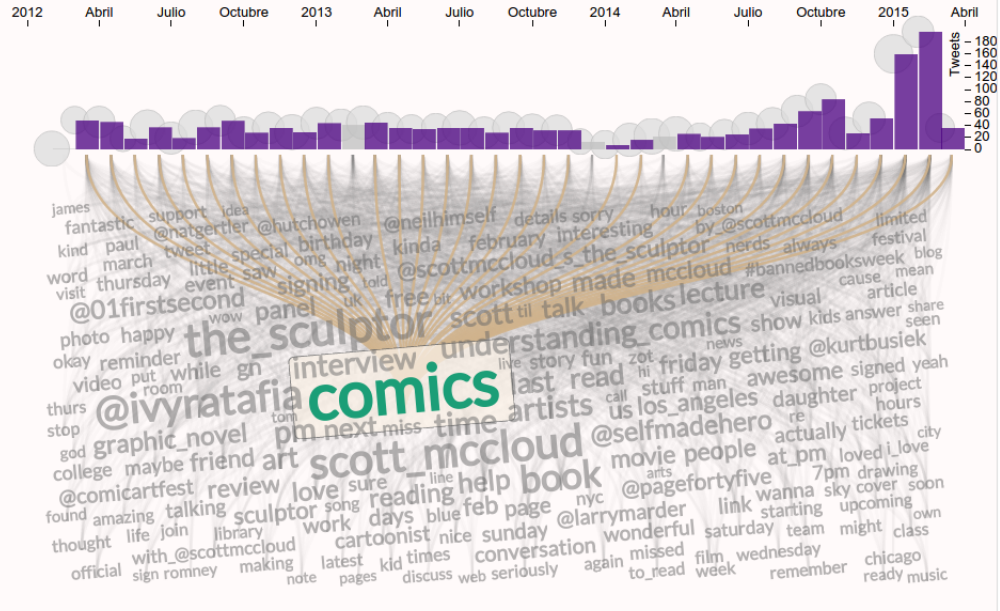 2012 Abril Julio Octubre 2013 Abril Julio Octubre 2014 Abril Julio Octubre 2015 Abril
Tweets
180
160
140
120
100
80
60
40
20
0
james
fantastic support idea @hutchowen @neilhimself details sorry hour boston
@natgertler by_@scottmccloud limited
kind paul tweet special birthday kinda february interesting nerds always festival
word march little saw omg night @scottmccloud_s_the_sculptor #bannedbooksweek blog
visit thursday event signing told workshop made mccloud cause mean
@01firstsecond wow panel uk free bit scott til talk books lecture visual article
photo happy the_sculptor understanding_comics show kids answer share
seen
okay reminder while gn interview live story fun zot news friday getting @kurtbusiek
video put room comics last read hi stuff man awesome signed yeah
thurs @ivyratafia tom artists call us los_angeles daughter project
stop graphic_novel pm next miss time @selfmadehero re tickets hours
god scott_mccloud movie people at_pm actually city
college maybe friend art loved i_love
@comicartfest review love sure line help book arts @pagefortyfive 7pm drawing
found amazing talking sculptor song reading nyc link wanna sky cover soon
thought life join work days blue feb page @larrymarder starting upcoming own
library cartoonist nice sunday wonderful saturday team might class
with_@scottmccloud latest kid times conversation again missed film wednesday chicago
official sign romney making note pages discuss web seriously to_read week remember ready music